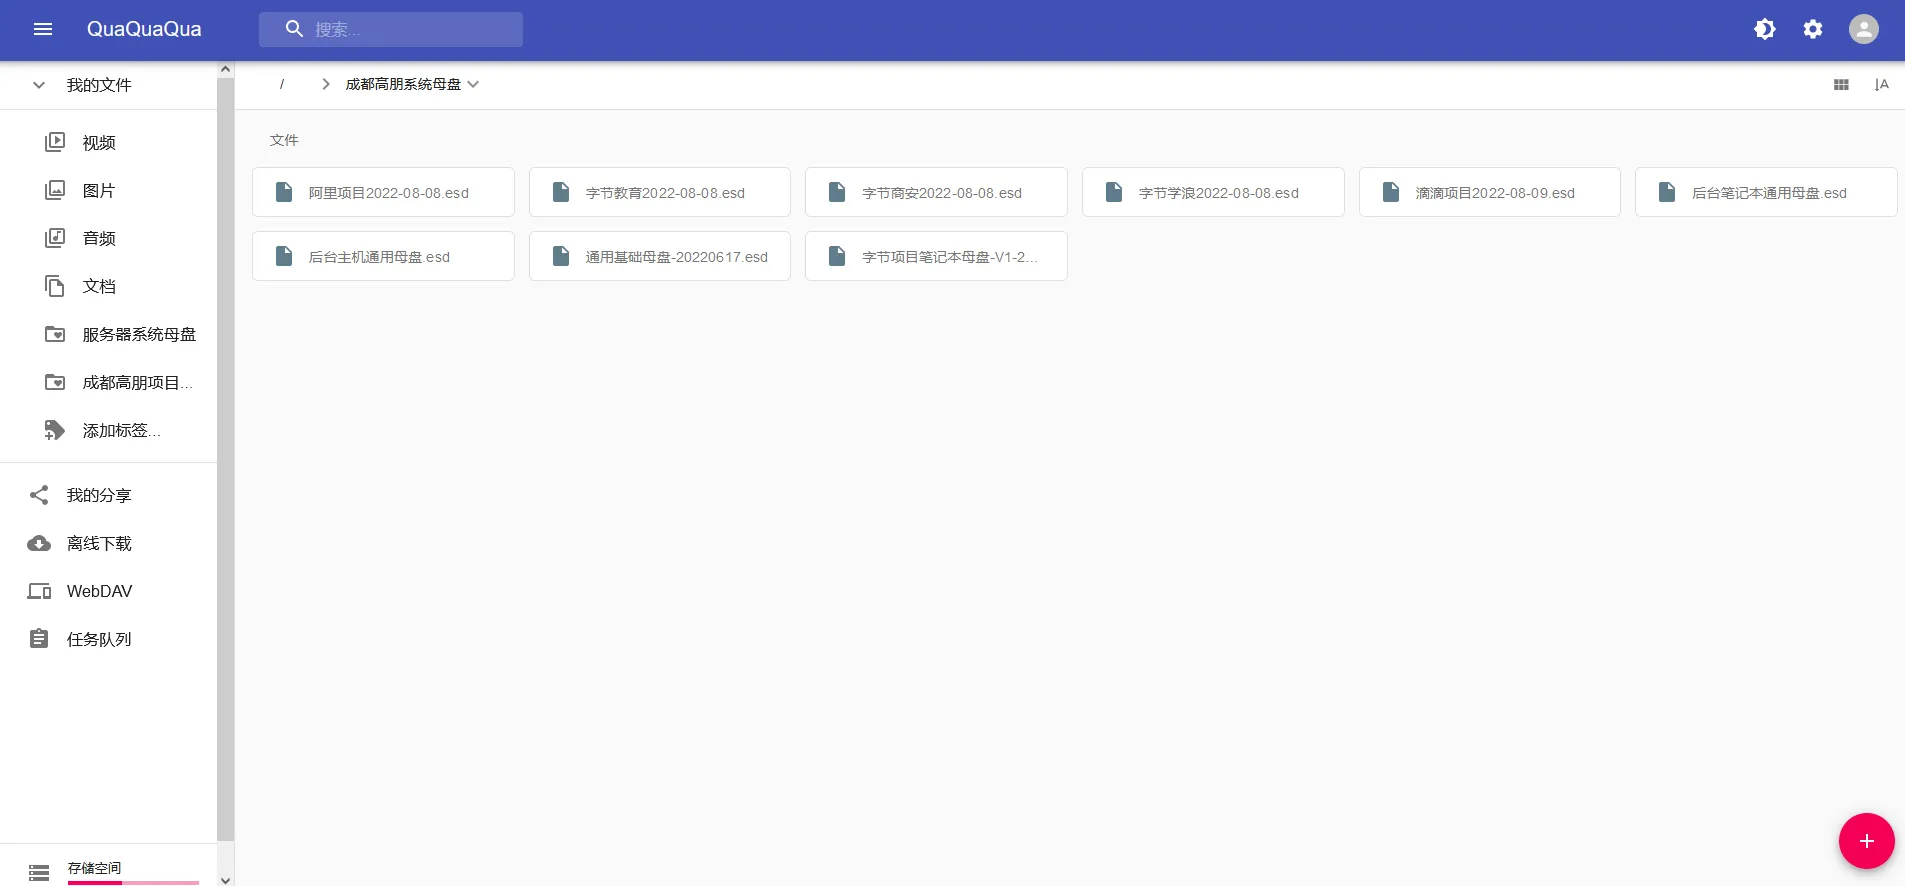 QuaQuaQua
搜索...
我的文件
/
成都高朋系统母盘
A
视频
图片
音频
文档
服务器系统母盘
成都高朋项目...
添加标签...
我的分享
离线下载
WebDAV
任务队列
存储空间
文件
阿里项目2022-08-08.esd
字节教育2022-08-08.esd
字节商安2022-08-08.esd
字节学浪2022-08-08.esd
滴滴项目2022-08-09.esd
后台笔记本通用母盘.esd
后台主机通用母盘.esd
通用基础母盘-20220617.esd
字节项目笔记本母盘-V1-2...